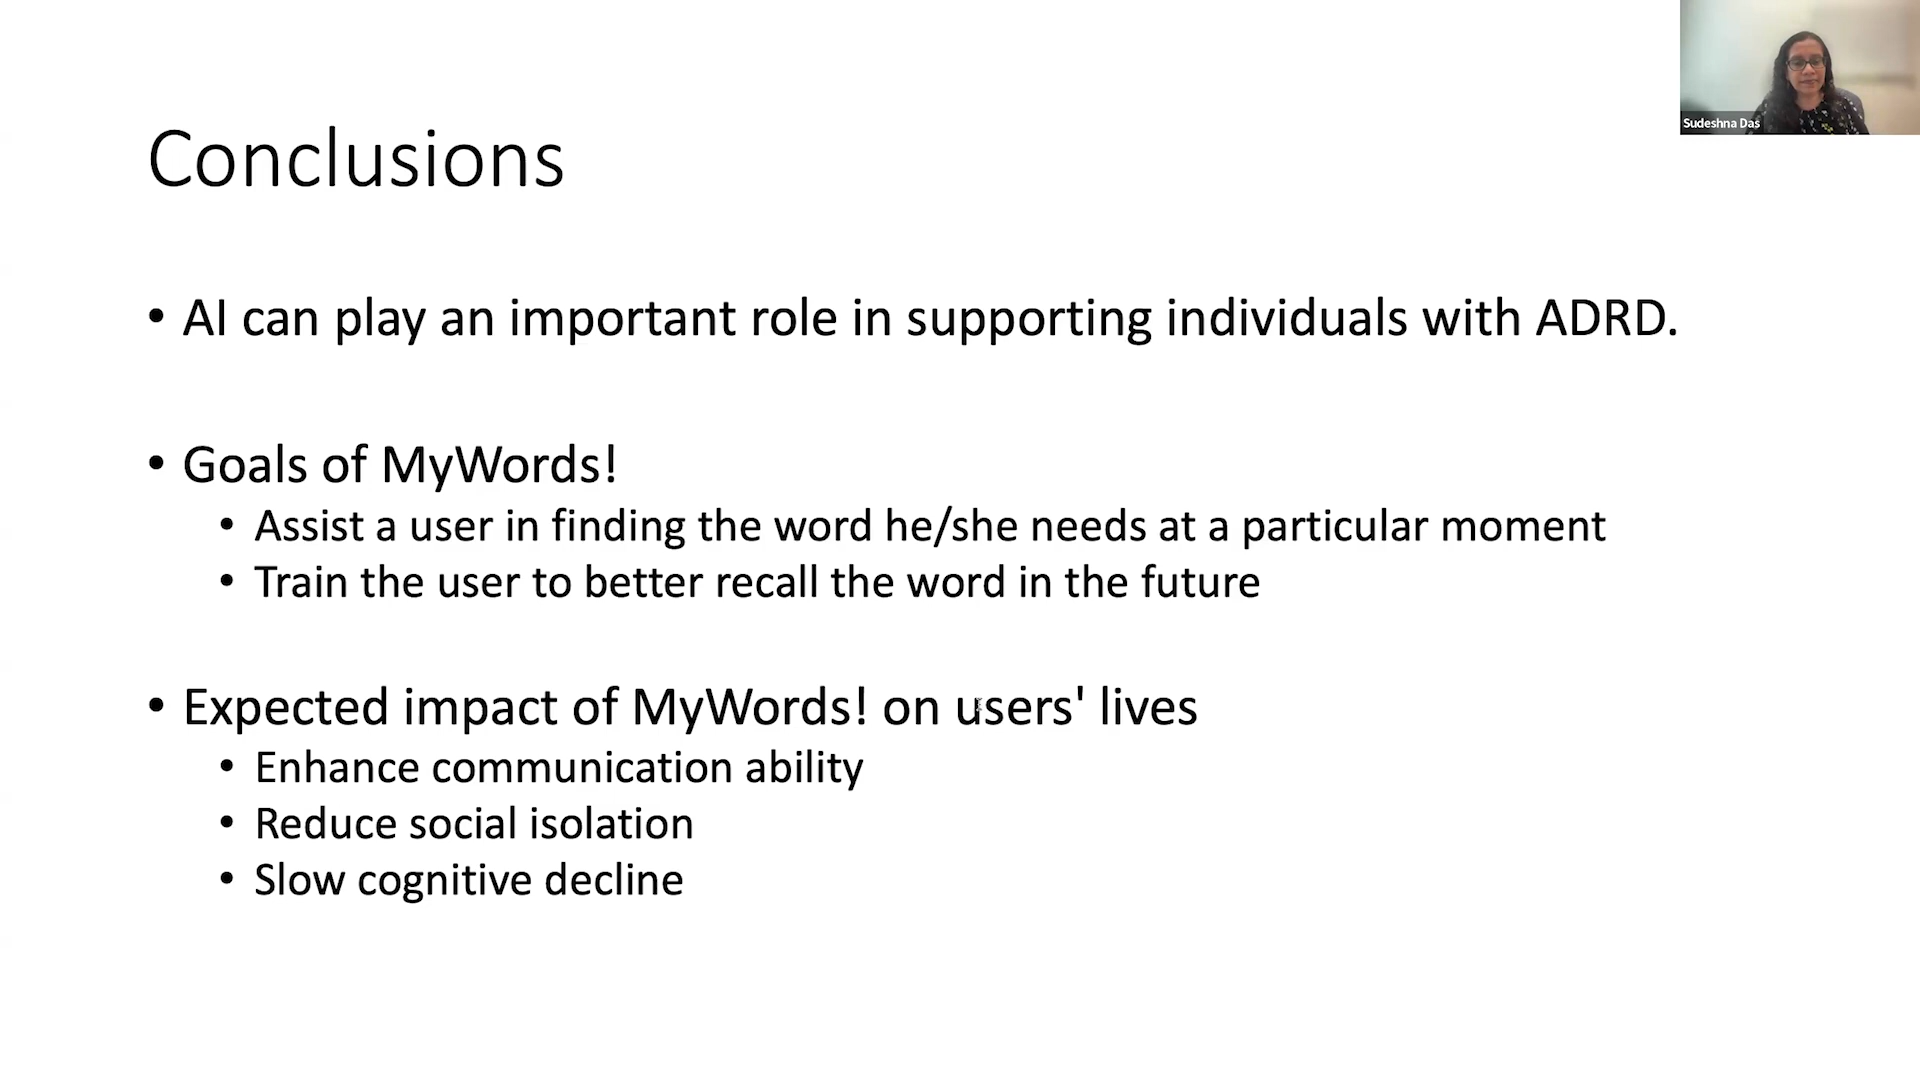 Sudeshna Das
Conclusions
• AI can play an important role in supporting individuals with ADRD.
• Goals of MyWords!
• Assist a user in finding the word he/she needs at a particular moment
• Train the user to better recall the word in the future
• Expected impact of MyWords! on users' lives
• Enhance communication ability
• Reduce social isolation
• Slow cognitive decline